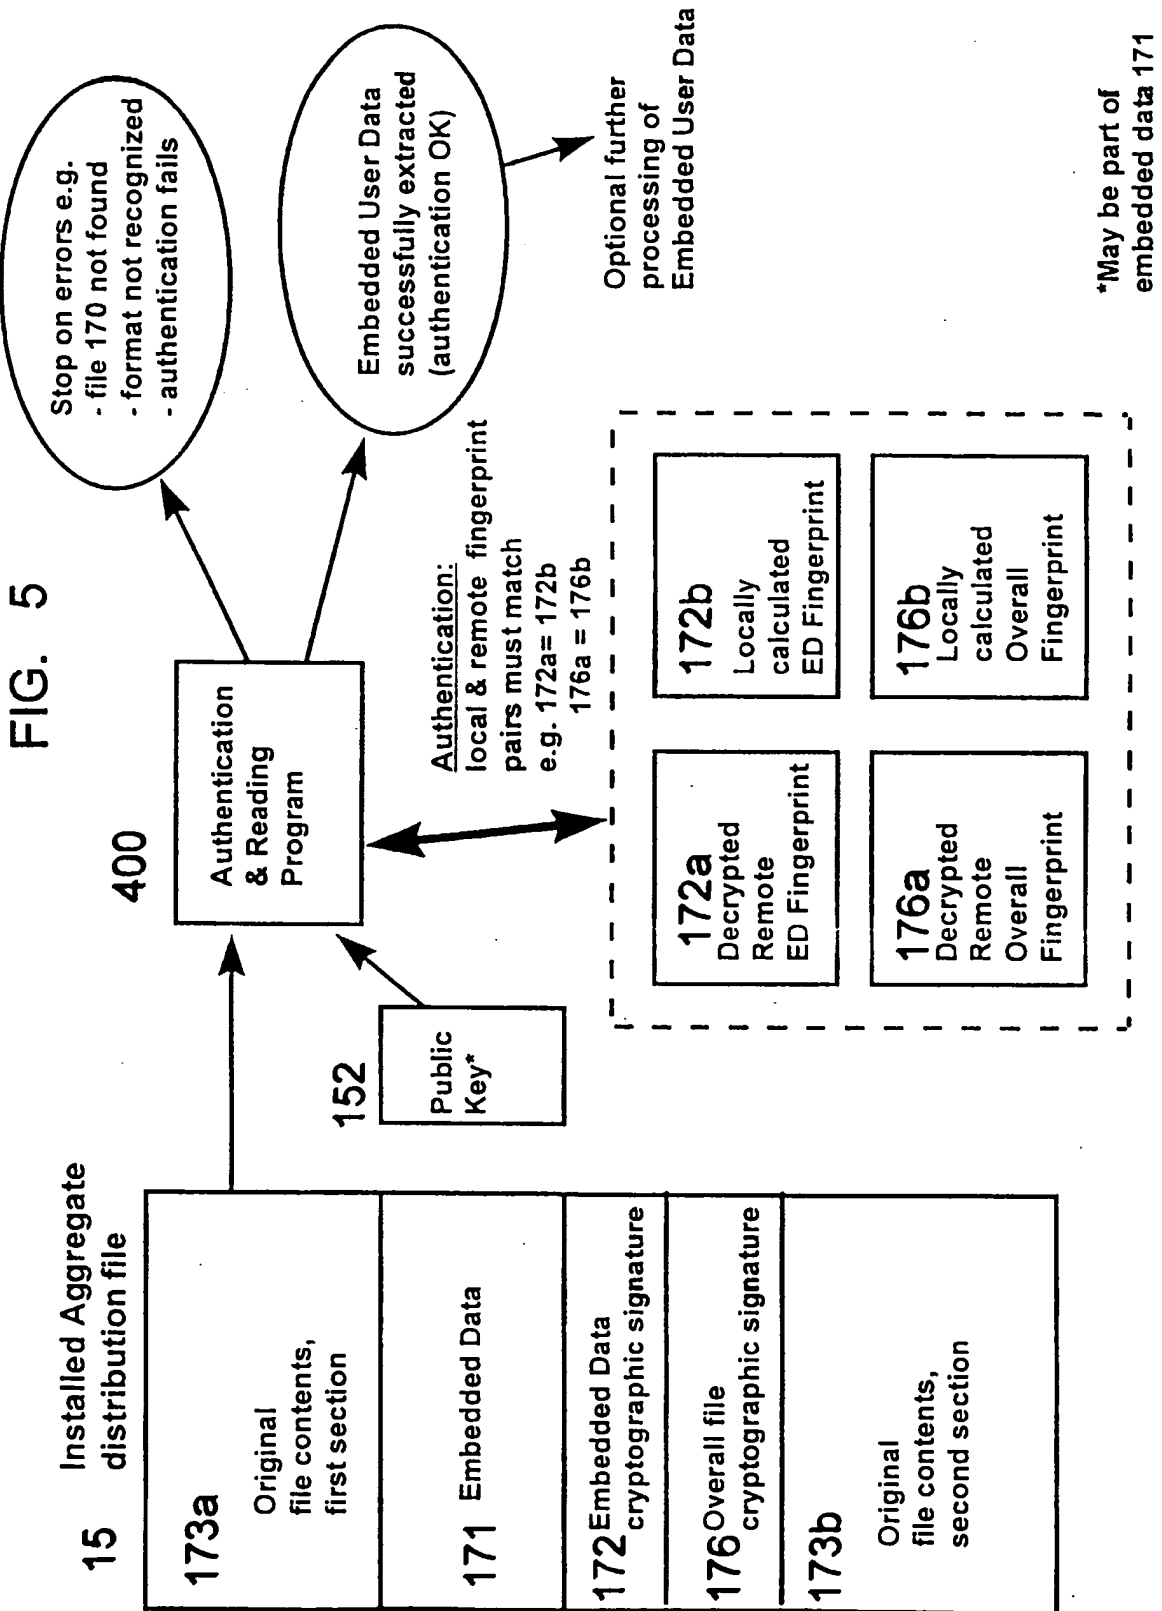 FIG. 5
15 Installed Aggregate
distribution file
173a
Original
file contents,
first section
171 Embedded Data
172 Embedded Data
cryptographic signature
176 Overall file
cryptographic signature
173b
Original
file contents,
second section
152
Public
Key*
400
Authentication
& Reading
Program
Stop on errors e.g.
- file 170 not found
- format not recognized
- authentication fails
Embedded User Data
successfully extracted
(authentication OK)
Optional further
processing of
Embedded User Data
Authentication:
local & remote fingerprint
pairs must match
e.g. 172a= 172b
176a = 176b
172a
Decrypted
Remote
ED Fingerprint
172b
Locally
calculated
ED Fingerprint
176a
Decrypted
Remote
Overall
Fingerprint
176b
Locally
calculated
Overall
Fingerprint
*May be part of
embedded data 171